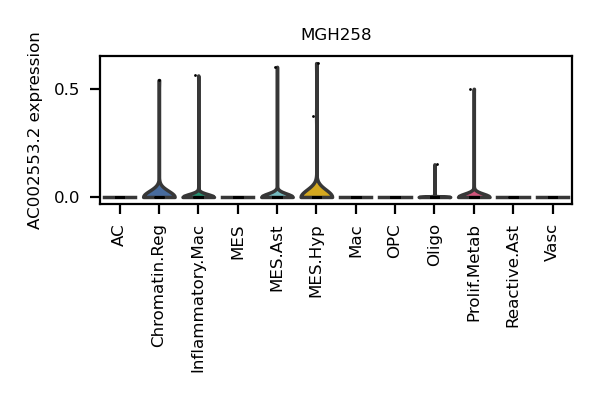 MGH258
AC002553.2 expression
0.5
0.0
AC
Chromatin.Reg
Inflammatory.Mac
MES
MES.Ast
MES.Hyp
Mac
OPC
Oligo
Prolif.Metab
Reactive.Ast
Vasc